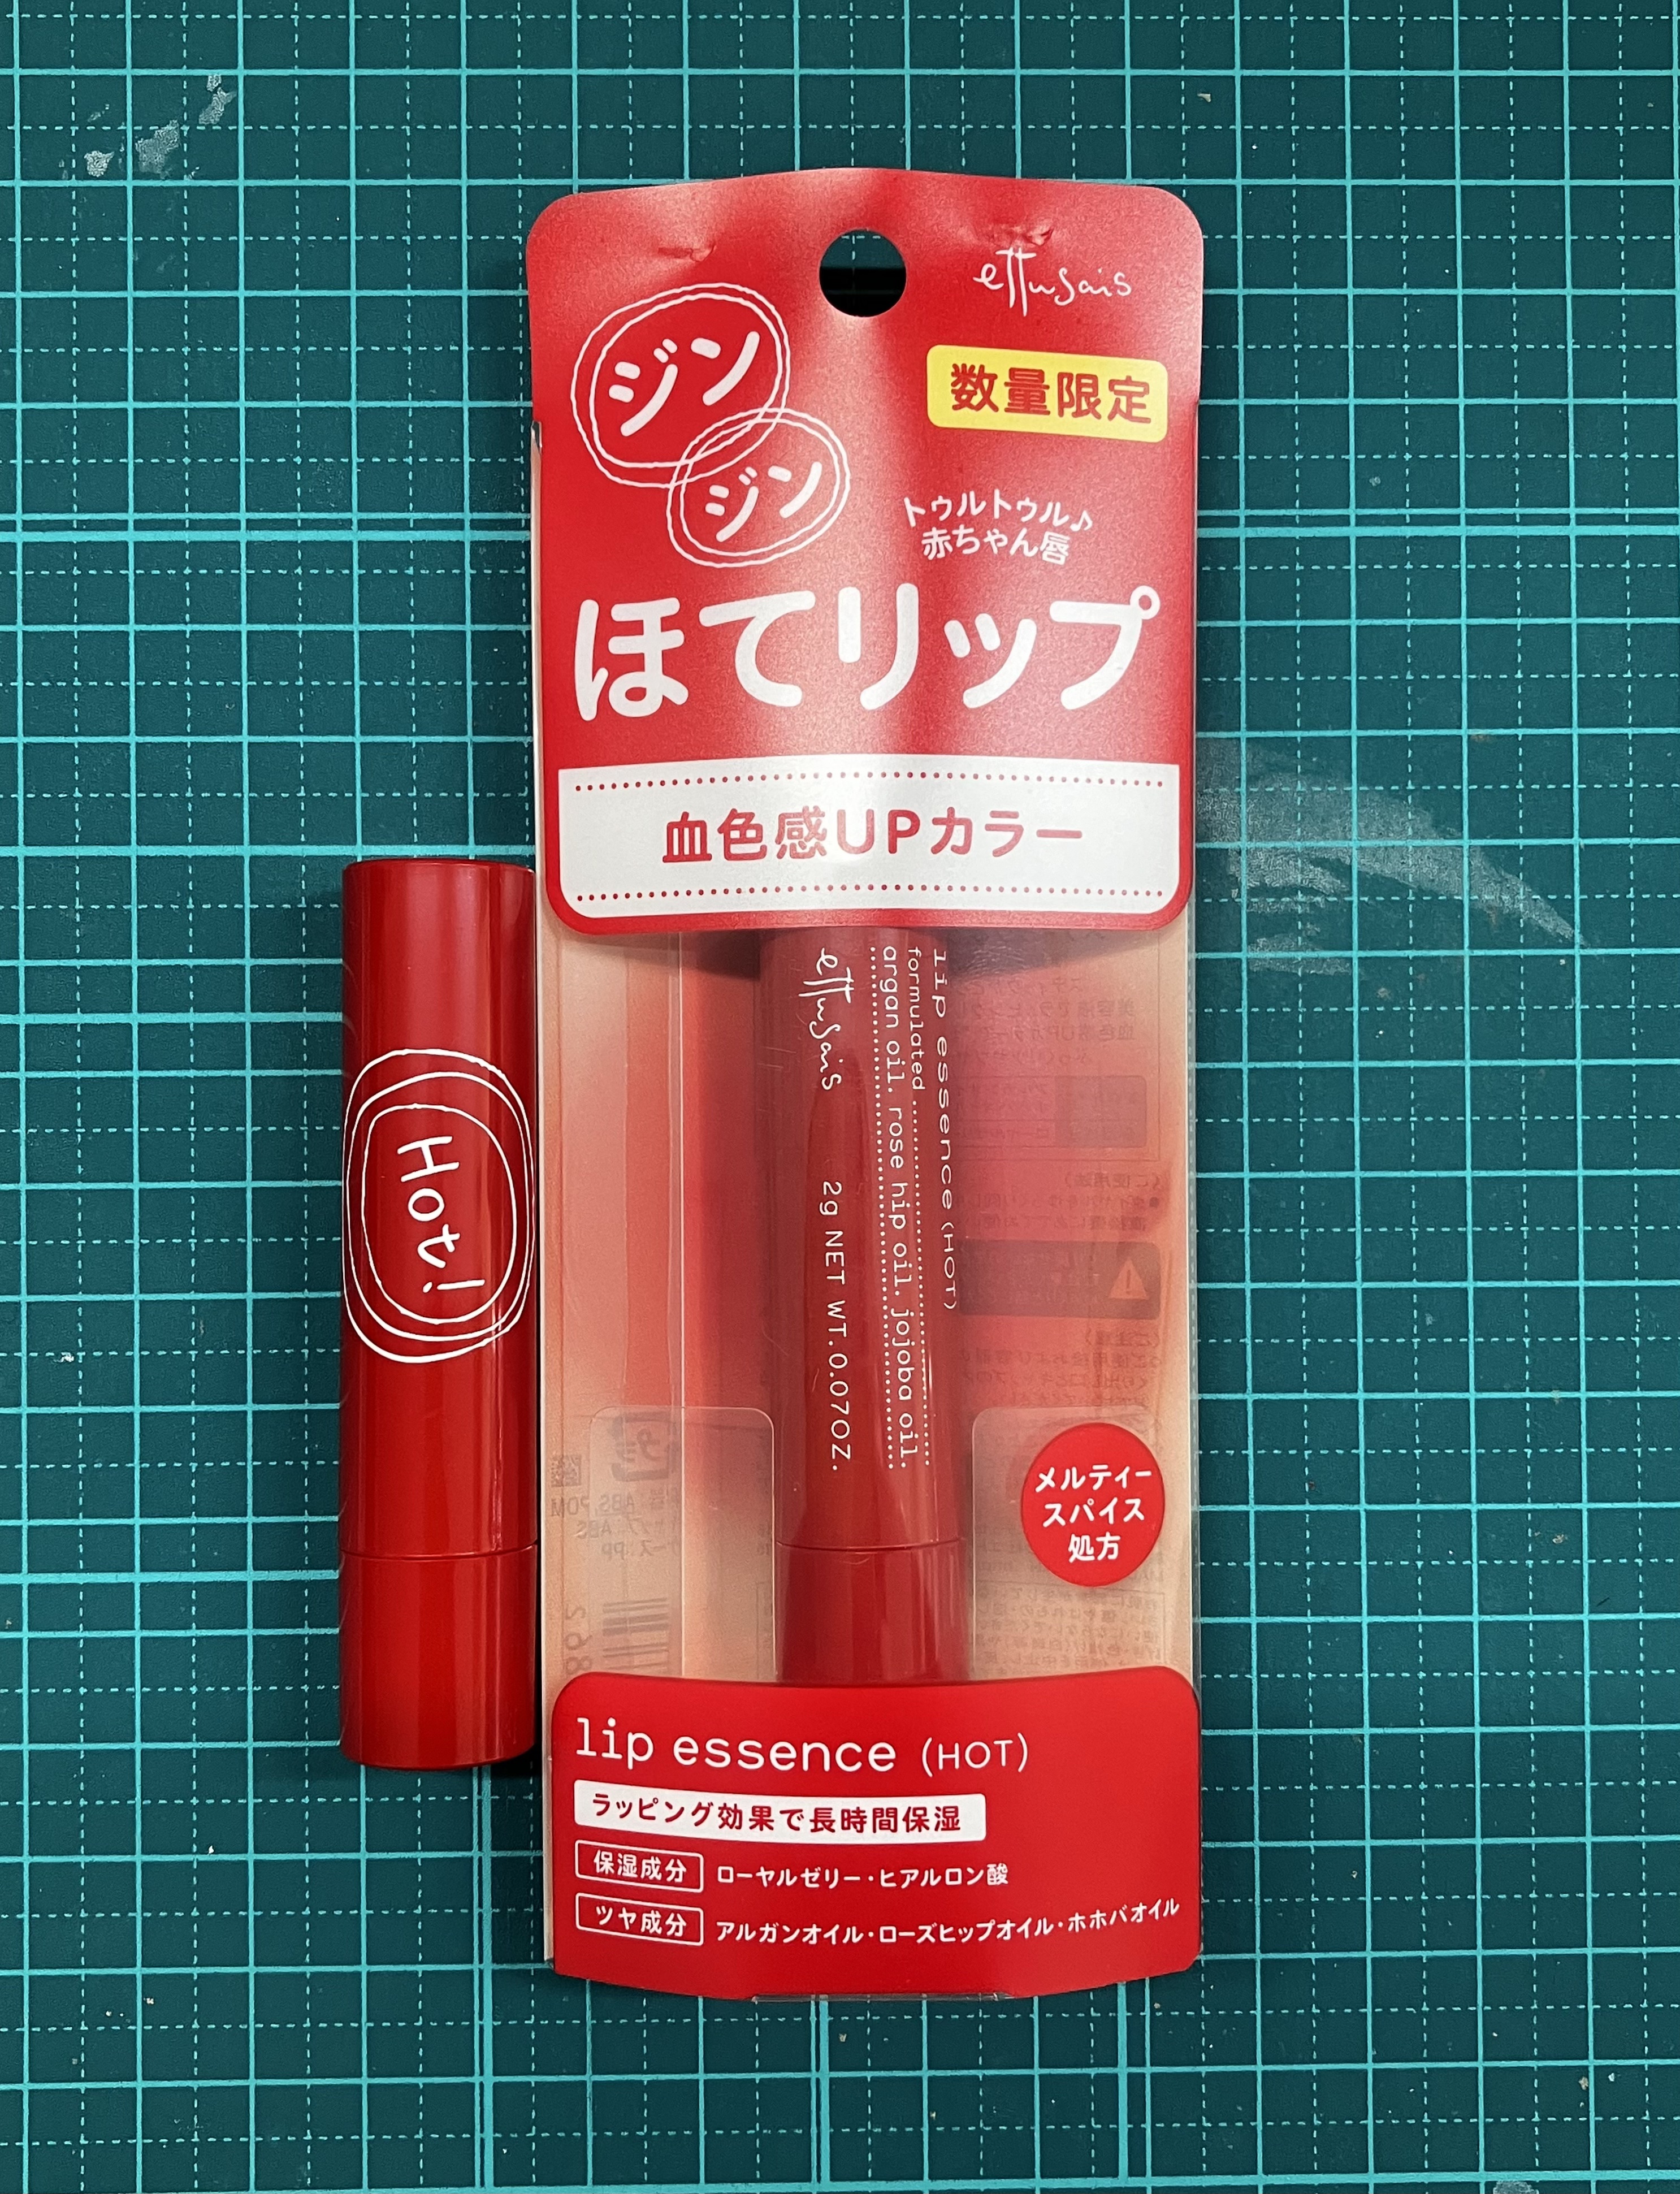 ettusais
ジン
ジン
数量限定
トゥルトゥル♪
赤ちゃん唇
ほてリップ
血色感UPカラー
Hot!
lip essence (HOT)
formulated
argan oil. rose hip oil. jojoba oil.
ettusais 2g NET WT.0.07OZ.
メルティー
スパイス
処方
lip essence (HOT)
ラッピング効果で長時間保湿
保湿成分 ローヤルゼリー・ヒアルロン酸
ツヤ成分 アルガンオイル・ローズヒップオイル・ホホバオイル